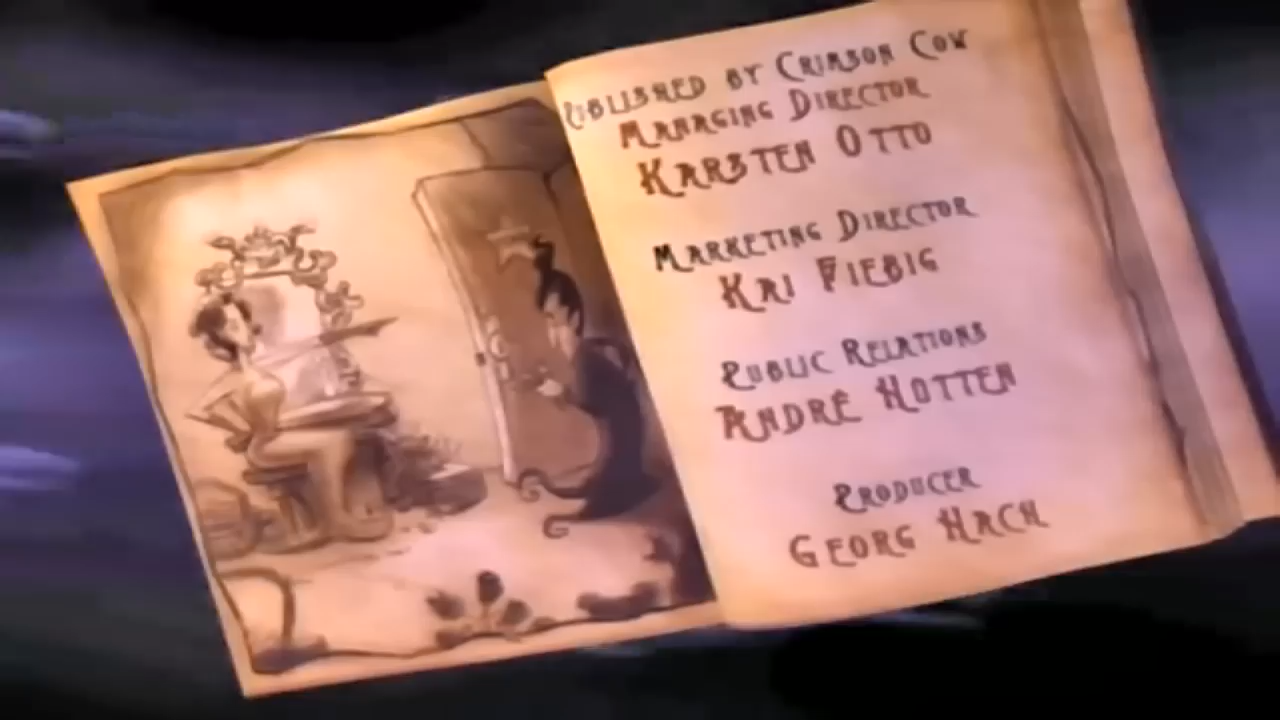 Published by Crimson Cow
Managing Director
Karsten Otto
Marketing Director
Kai Fiebig
Public Relations
André Hotten
Producer
Georg Hach